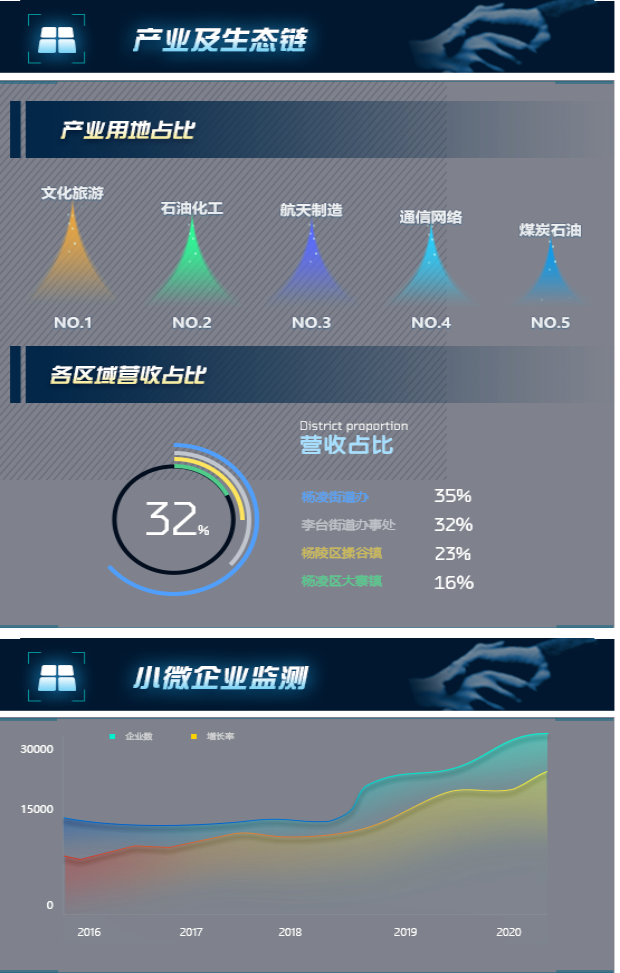 产业及生态链
产业用地占比
文化旅游
石油化工
航天制造
通信网络
煤炭石油
NO.1
NO.2
NO.3
NO.4
NO.5
各区域营收占比
District proportion
营收占比
32%
杨凌街道办 35%
李台街道办事处 32%
杨陵区揉谷镇 23%
杨凌区大寨镇 16%
小微企业监测
企业数 增长率
30000
15000
0
2016 2017 2018 2019 2020